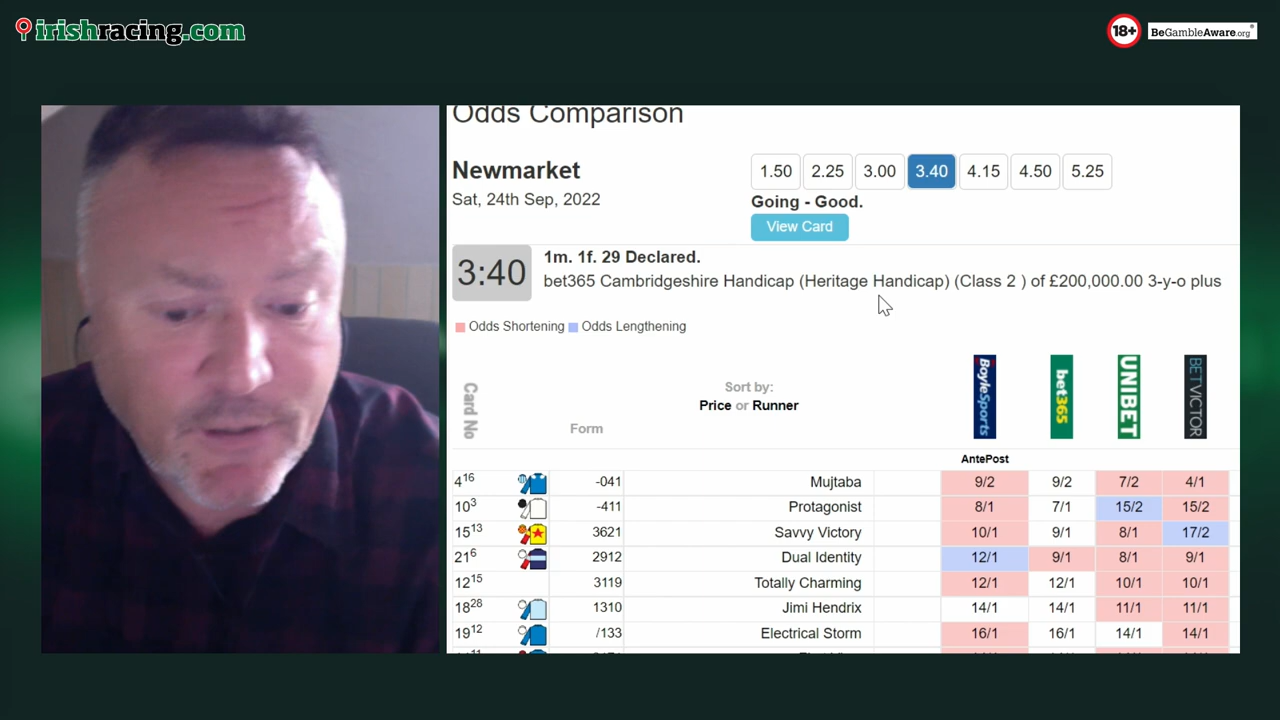 irishracing.com
18+
BeGambleAware.org®
Odds Comparison
Newmarket
1.50 2.25 3.00 3.40 4.15 4.50 5.25
Sat, 24th Sep, 2022
Going - Good.
View Card
3:40
1m. 1f. 29 Declared.
bet365 Cambridgeshire Handicap (Heritage Handicap) (Class 2 ) of £200,000.00 3-y-o plus
Odds Shortening Odds Lengthening
Card No
Form
Sort by:
Price or Runner
BoyleSports
bet365
UNIBET
BETVICTOR
AntePost
4 16 -041 Mujtaba 9/2 9/2 7/2 4/1
10 3 -411 Protagonist 8/1 7/1 15/2 15/2
15 13 3621 Savvy Victory 10/1 9/1 8/1 17/2
21 6 2912 Dual Identity 12/1 9/1 8/1 9/1
12 15 3119 Totally Charming 12/1 12/1 10/1 10/1
18 28 1310 Jimi Hendrix 14/1 14/1 11/1 11/1
19 12 /133 Electrical Storm 16/1 16/1 14/1 14/1